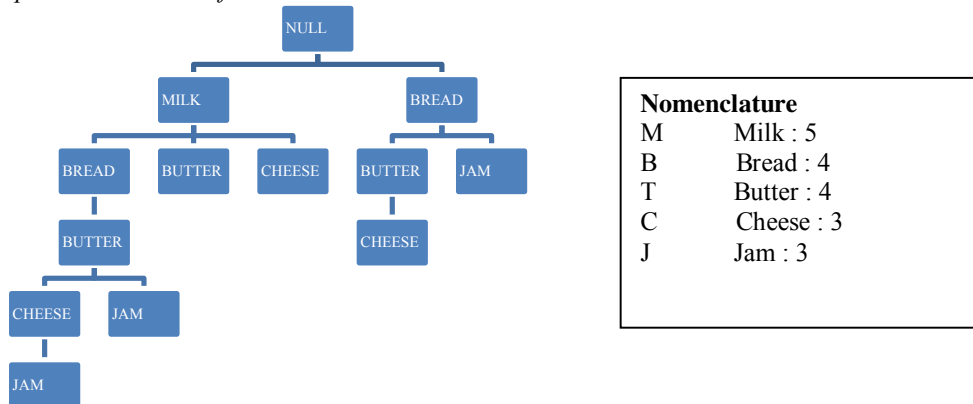 NULL
MILK
BREAD
BREAD
BUTTER
CHEESE
BUTTER
JAM
BUTTER
CHEESE
CHEESE
JAM
JAM
Nomenclature
M Milk : 5
B Bread : 4
T Butter : 4
C Cheese : 3
J Jam : 3